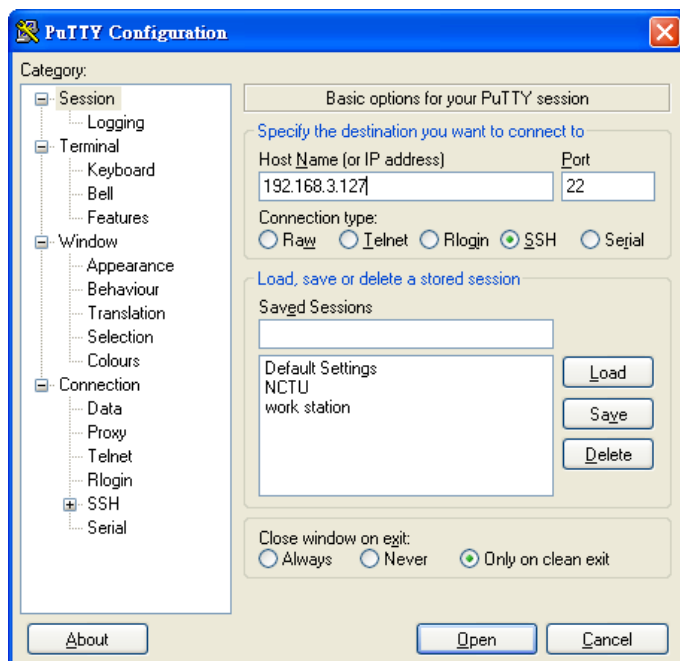 PuTTY Configuration
Category:
Session
Logging
Terminal
Keyboard
Bell
Features
Window
Appearance
Behaviour
Translation
Selection
Colours
Connection
Data
Proxy
Telnet
Rlogin
SSH
Serial
Basic options for your PuTTY session
Specify the destination you want to connect to
Host Name (or IP address) Port
192.168.3.127 22
Connection type:
Raw Telnet Rlogin SSH Serial
Load, save or delete a stored session
Saved Sessions
Default Settings
NCTU
work station
Load
Save
Delete
Close window on exit:
Always Never Only on clean exit
About Open Cancel